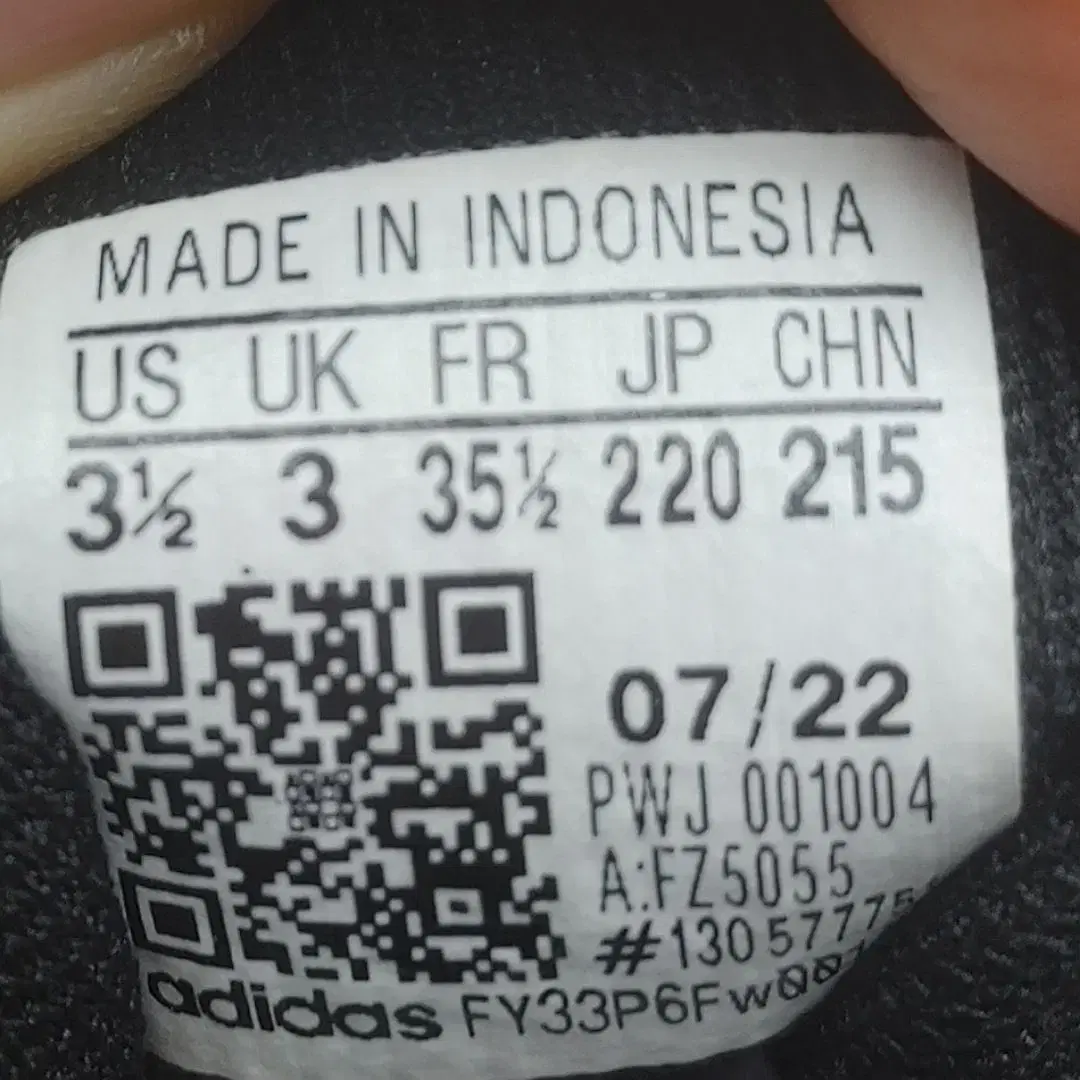 MADE IN INDONESIA
US UK FR JP CHN
3½ 3 35½ 220 215
07/22
PWJ 001004
A:FZ5055
#130577775
adidas FY33P6Fw00